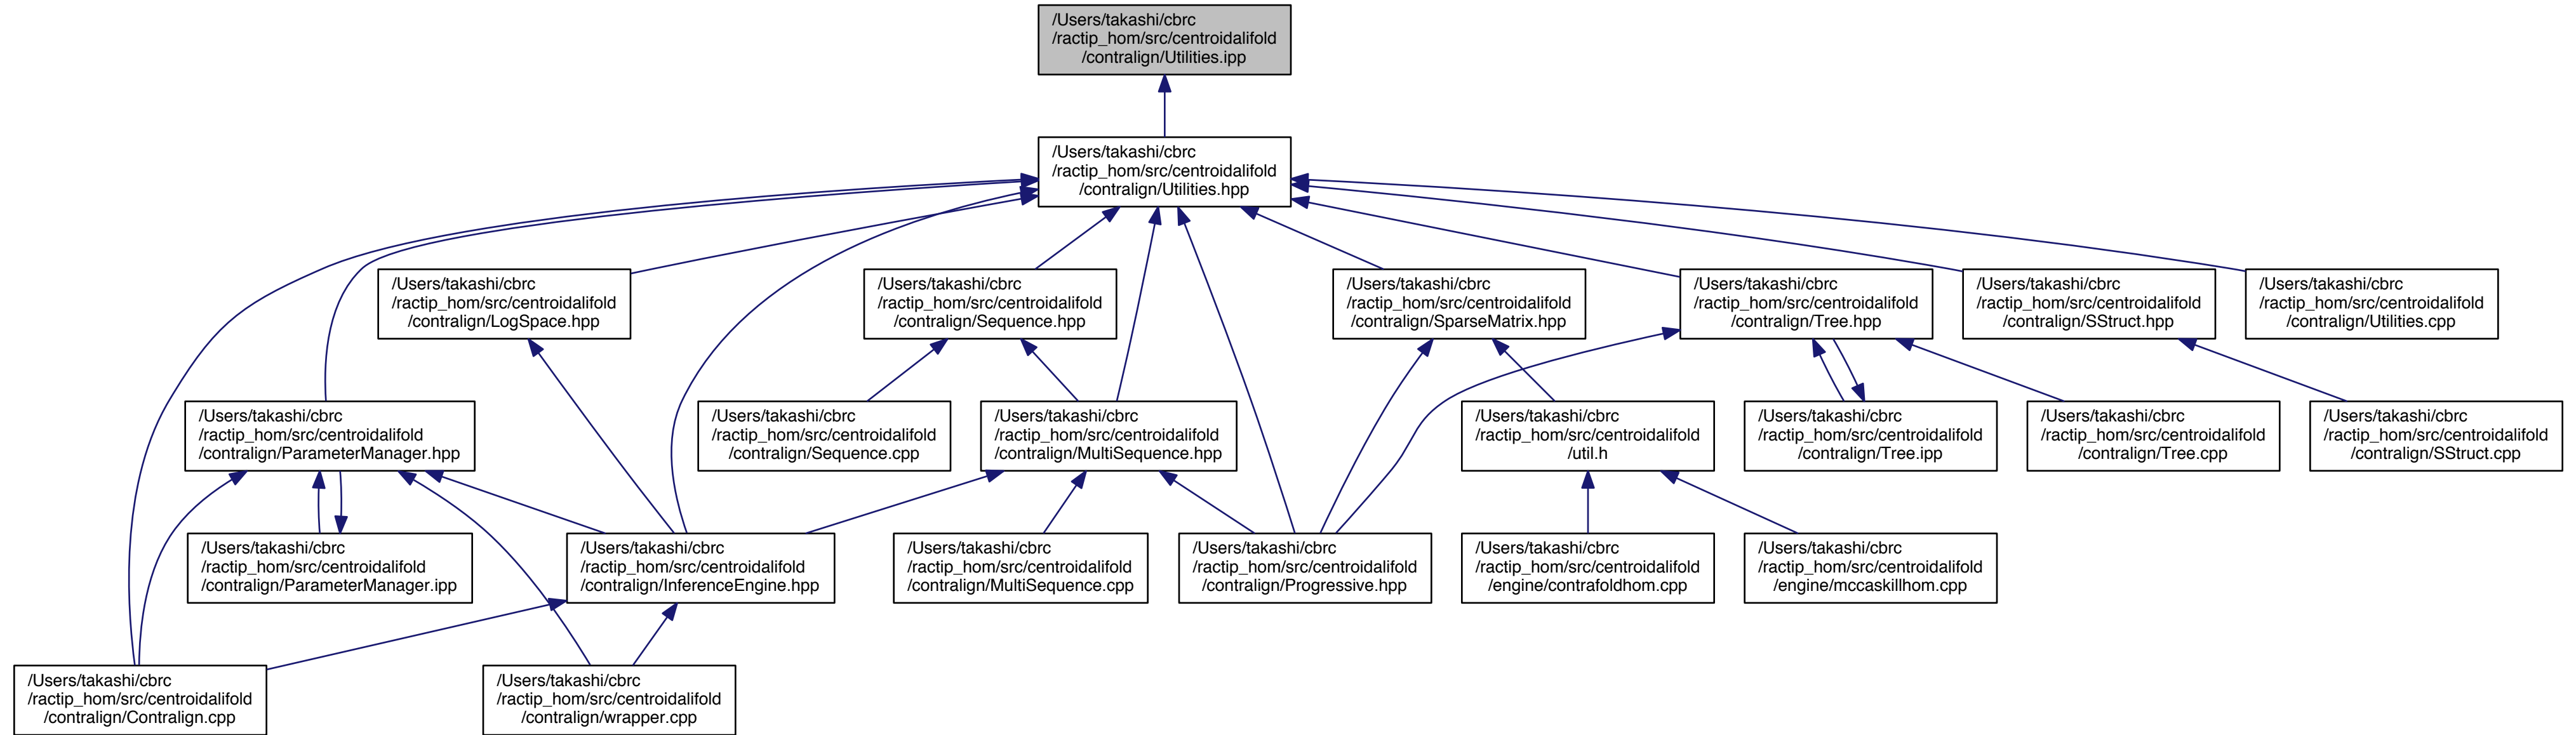 /Users/takashi/cbrc
/ractip_hom/src/centroidalifold
/contralign/Utilities.ipp
/Users/takashi/cbrc
/ractip_hom/src/centroidalifold
/contralign/Utilities.hpp
/Users/takashi/cbrc
/ractip_hom/src/centroidalifold
/contralign/LogSpace.hpp
/Users/takashi/cbrc
/ractip_hom/src/centroidalifold
/contralign/Sequence.hpp
/Users/takashi/cbrc
/ractip_hom/src/centroidalifold
/contralign/SparseMatrix.hpp
/Users/takashi/cbrc
/ractip_hom/src/centroidalifold
/contralign/Tree.hpp
/Users/takashi/cbrc
/ractip_hom/src/centroidalifold
/contralign/SStruct.hpp
/Users/takashi/cbrc
/ractip_hom/src/centroidalifold
/contralign/Utilities.cpp
/Users/takashi/cbrc
/ractip_hom/src/centroidalifold
/contralign/ParameterManager.hpp
/Users/takashi/cbrc
/ractip_hom/src/centroidalifold
/contralign/Sequence.cpp
/Users/takashi/cbrc
/ractip_hom/src/centroidalifold
/contralign/MultiSequence.hpp
/Users/takashi/cbrc
/ractip_hom/src/centroidalifold
/util.h
/Users/takashi/cbrc
/ractip_hom/src/centroidalifold
/contralign/Tree.ipp
/Users/takashi/cbrc
/ractip_hom/src/centroidalifold
/contralign/Tree.cpp
/Users/takashi/cbrc
/ractip_hom/src/centroidalifold
/contralign/SStruct.cpp
/Users/takashi/cbrc
/ractip_hom/src/centroidalifold
/contralign/ParameterManager.ipp
/Users/takashi/cbrc
/ractip_hom/src/centroidalifold
/contralign/InferenceEngine.hpp
/Users/takashi/cbrc
/ractip_hom/src/centroidalifold
/contralign/MultiSequence.cpp
/Users/takashi/cbrc
/ractip_hom/src/centroidalifold
/contralign/Progressive.hpp
/Users/takashi/cbrc
/ractip_hom/src/centroidalifold
/engine/contrafoldhom.cpp
/Users/takashi/cbrc
/ractip_hom/src/centroidalifold
/engine/mccaskillhom.cpp
/Users/takashi/cbrc
/ractip_hom/src/centroidalifold
/contralign/Contralign.cpp
/Users/takashi/cbrc
/ractip_hom/src/centroidalifold
/contralign/wrapper.cpp